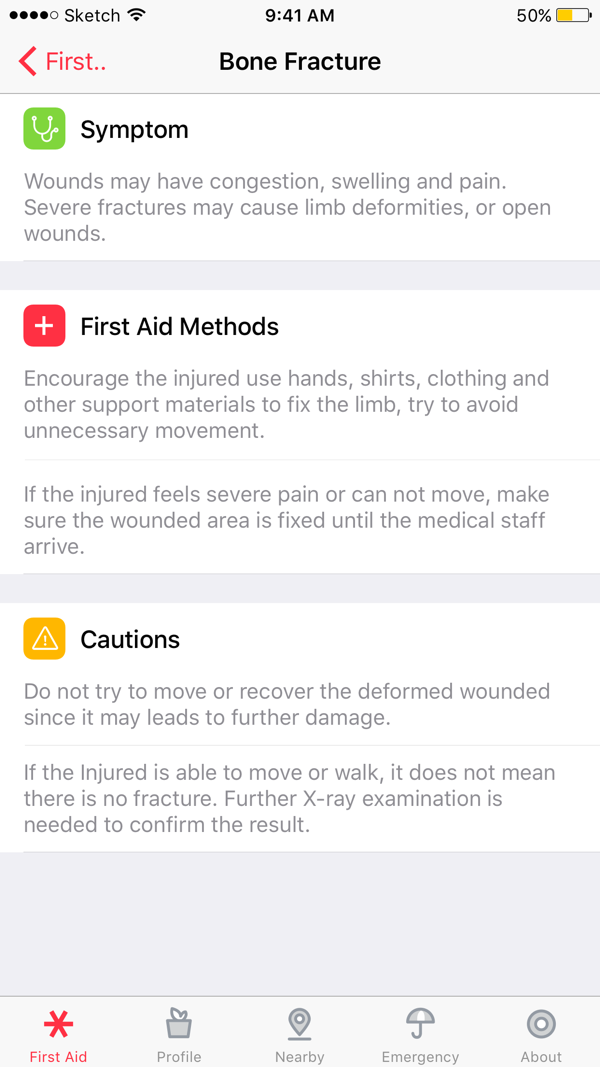 Sketch 9:41 AM 50%
First.. Bone Fracture
Symptom
Wounds may have congestion, swelling and pain.
Severe fractures may cause limb deformities, or open
wounds.
First Aid Methods
Encourage the injured use hands, shirts, clothing and
other support materials to fix the limb, try to avoid
unnecessary movement.
If the injured feels severe pain or can not move, make
sure the wounded area is fixed until the medical staff
arrive.
Cautions
Do not try to move or recover the deformed wounded
since it may leads to further damage.
If the Injured is able to move or walk, it does not mean
there is no fracture. Further X-ray examination is
needed to confirm the result.
First Aid Profile Nearby Emergency About